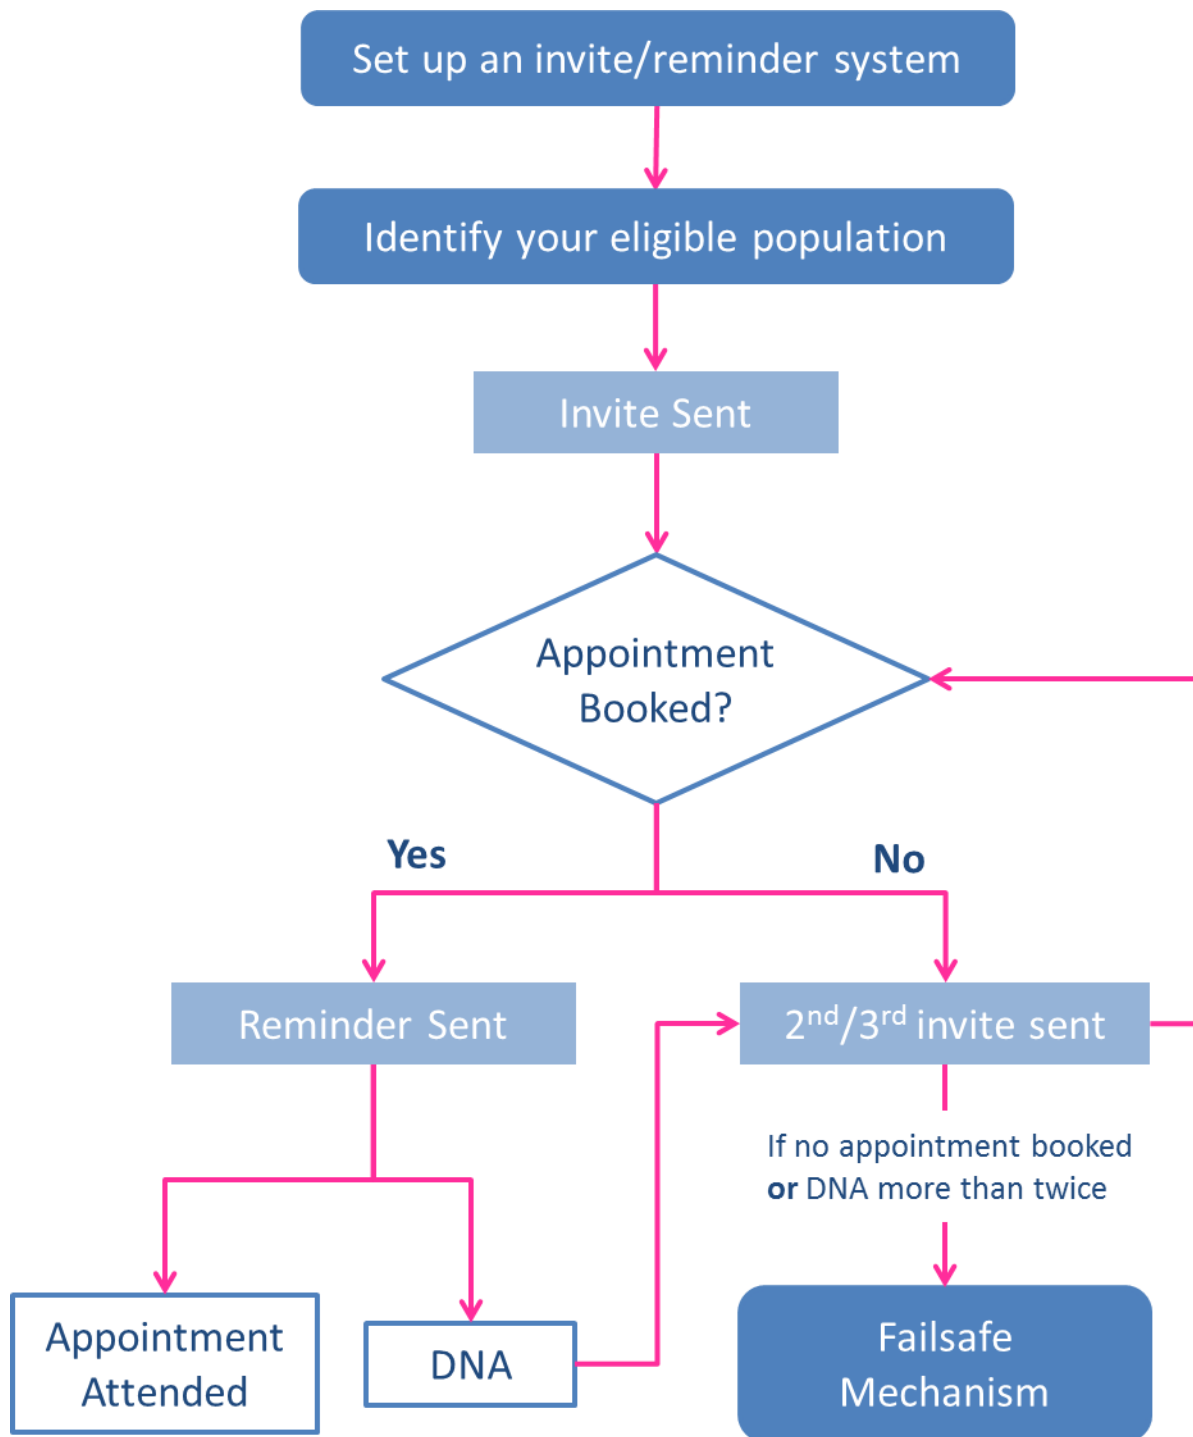 Set up an invite/reminder system
Identify your eligible population
Invite Sent
Appointment
Booked?
Yes
No
Reminder Sent
2nd/3rd invite sent
If no appointment booked
or DNA more than twice
Appointment
Attended
DNA
Failsafe
Mechanism